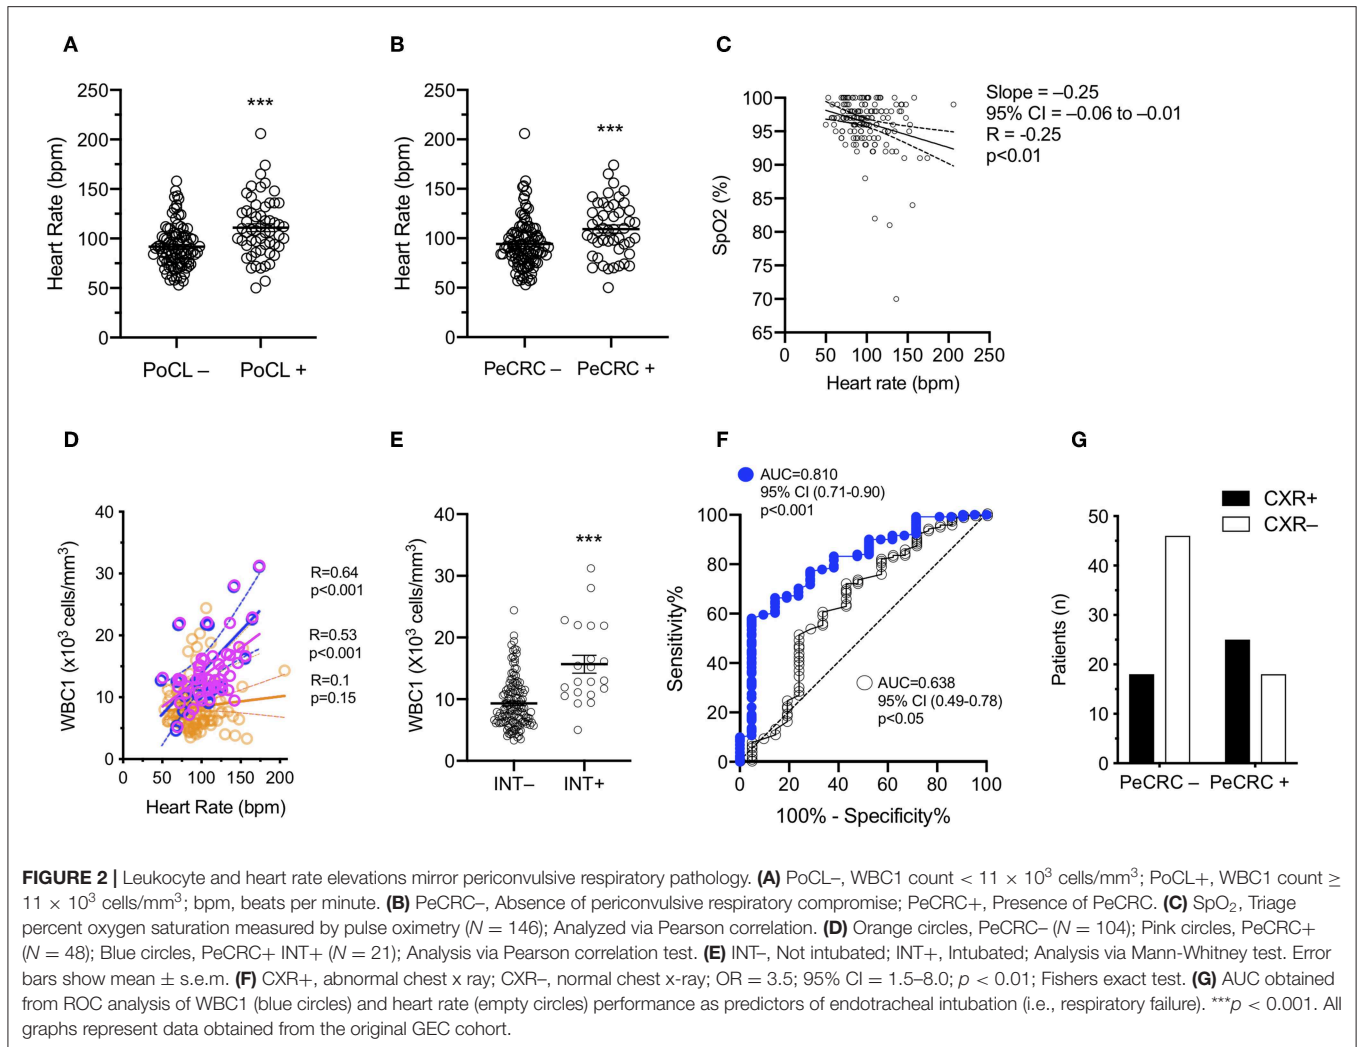 A
B
C
250
200
150
100
50
0
Heart Rate (bpm)
***
PoCL –
PoCL +
250
200
150
100
50
0
Heart Rate (bpm)
***
PeCRC –
PeCRC +
100
95
90
85
80
75
70
65
SpO2 (%)
0 50 100 150 200 250
Heart rate (bpm)
Slope = –0.25
95% CI = –0.06 to –0.01
R = -0.25
p<0.01
D
E
F
G
40
30
20
10
0
WBC1 (x10³ cells/mm³)
0 50 100 150 200
Heart Rate (bpm)
R=0.64
p<0.001
R=0.53
p<0.001
R=0.1
p=0.15
40
30
20
10
0
WBC1 (X10³ cells/mm³)
***
INT–
INT+
AUC=0.810
95% CI (0.71-0.90)
p<0.001
100
80
60
40
20
0
Sensitivity%
AUC=0.638
95% CI (0.49-0.78)
p<0.05
0 20 40 60 80 100
100% - Specificity%
CXR+
CXR–
50
40
30
20
10
0
Patients (n)
PeCRC –
PeCRC +
FIGURE 2 | Leukocyte and heart rate elevations mirror periconvulsive respiratory pathology. (A) PoCL–, WBC1 count < 11 × 10³ cells/mm³; PoCL+, WBC1 count ≥
11 × 10³ cells/mm³; bpm, beats per minute. (B) PeCRC–, Absence of periconvulsive respiratory compromise; PeCRC+, Presence of PeCRC. (C) SpO₂, Triage
percent oxygen saturation measured by pulse oximetry (N = 146); Analyzed via Pearson correlation. (D) Orange circles, PeCRC– (N = 104); Pink circles, PeCRC+
(N = 48); Blue circles, PeCRC+ INT+ (N = 21); Analysis via Pearson correlation test. (E) INT–, Not intubated; INT+, Intubated; Analysis via Mann-Whitney test. Error
bars show mean ± s.e.m. (F) CXR+, abnormal chest x ray; CXR–, normal chest x-ray; OR = 3.5; 95% CI = 1.5–8.0; p < 0.01; Fishers exact test. (G) AUC obtained
from ROC analysis of WBC1 (blue circles) and heart rate (empty circles) performance as predictors of endotracheal intubation (i.e., respiratory failure). ***p < 0.001. All
graphs represent data obtained from the original GEC cohort.